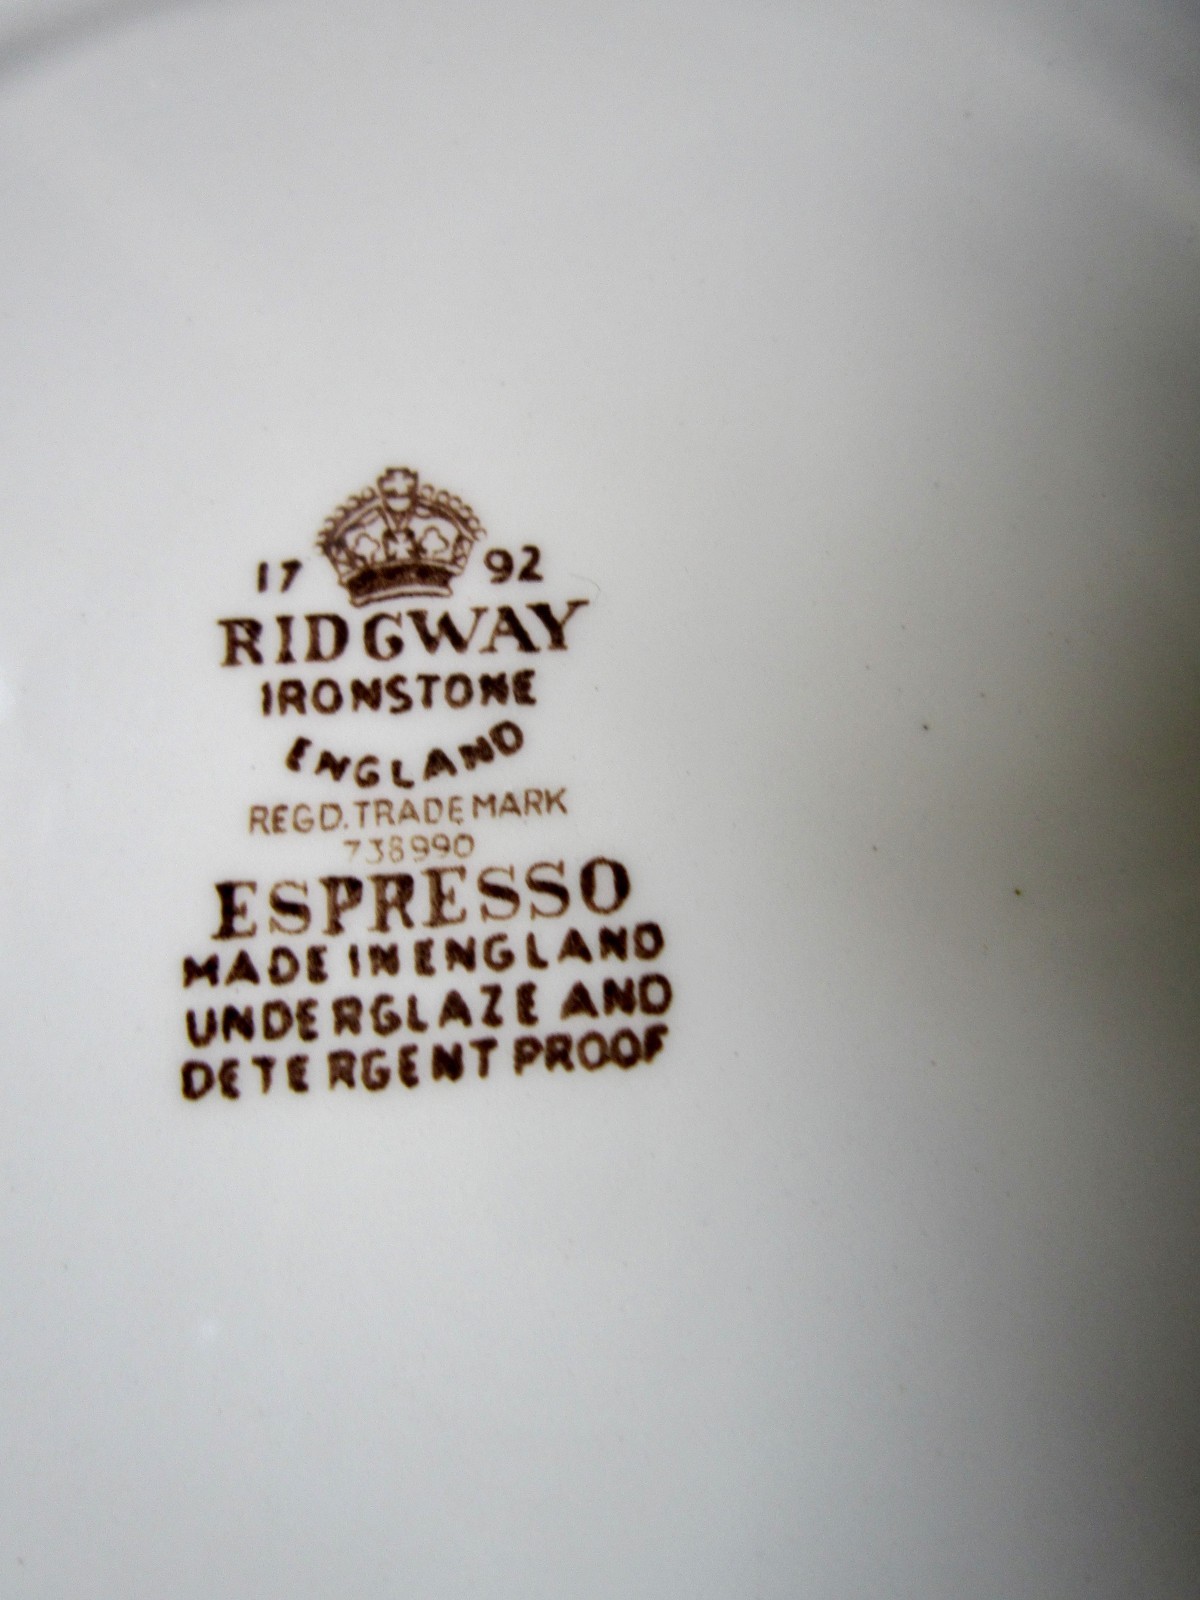 17 92
RIDGWAY
IRONSTONE
ENGLAND
REGD. TRADE MARK
738990
ESPRESSO
MADE IN ENGLAND
UNDERGLAZE AND
DETERGENT PROOF